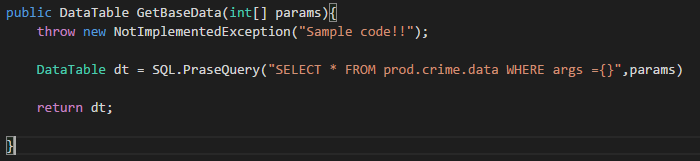 public DataTable GetBaseData(int[] params){
throw new NotImplementedException("Sample code!!");
DataTable dt = SQL.PraseQuery("SELECT * FROM prod.crime.data WHERE args ={}",params)
return dt;
}